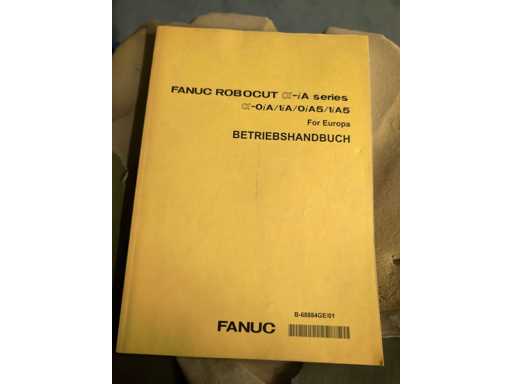 FANUC ROBOCUT α-iA series
α-0iA/1iA/0iA5/1iA5
For Europa
BETRIEBSHANDBUCH
B-68884GE/01
FANUC